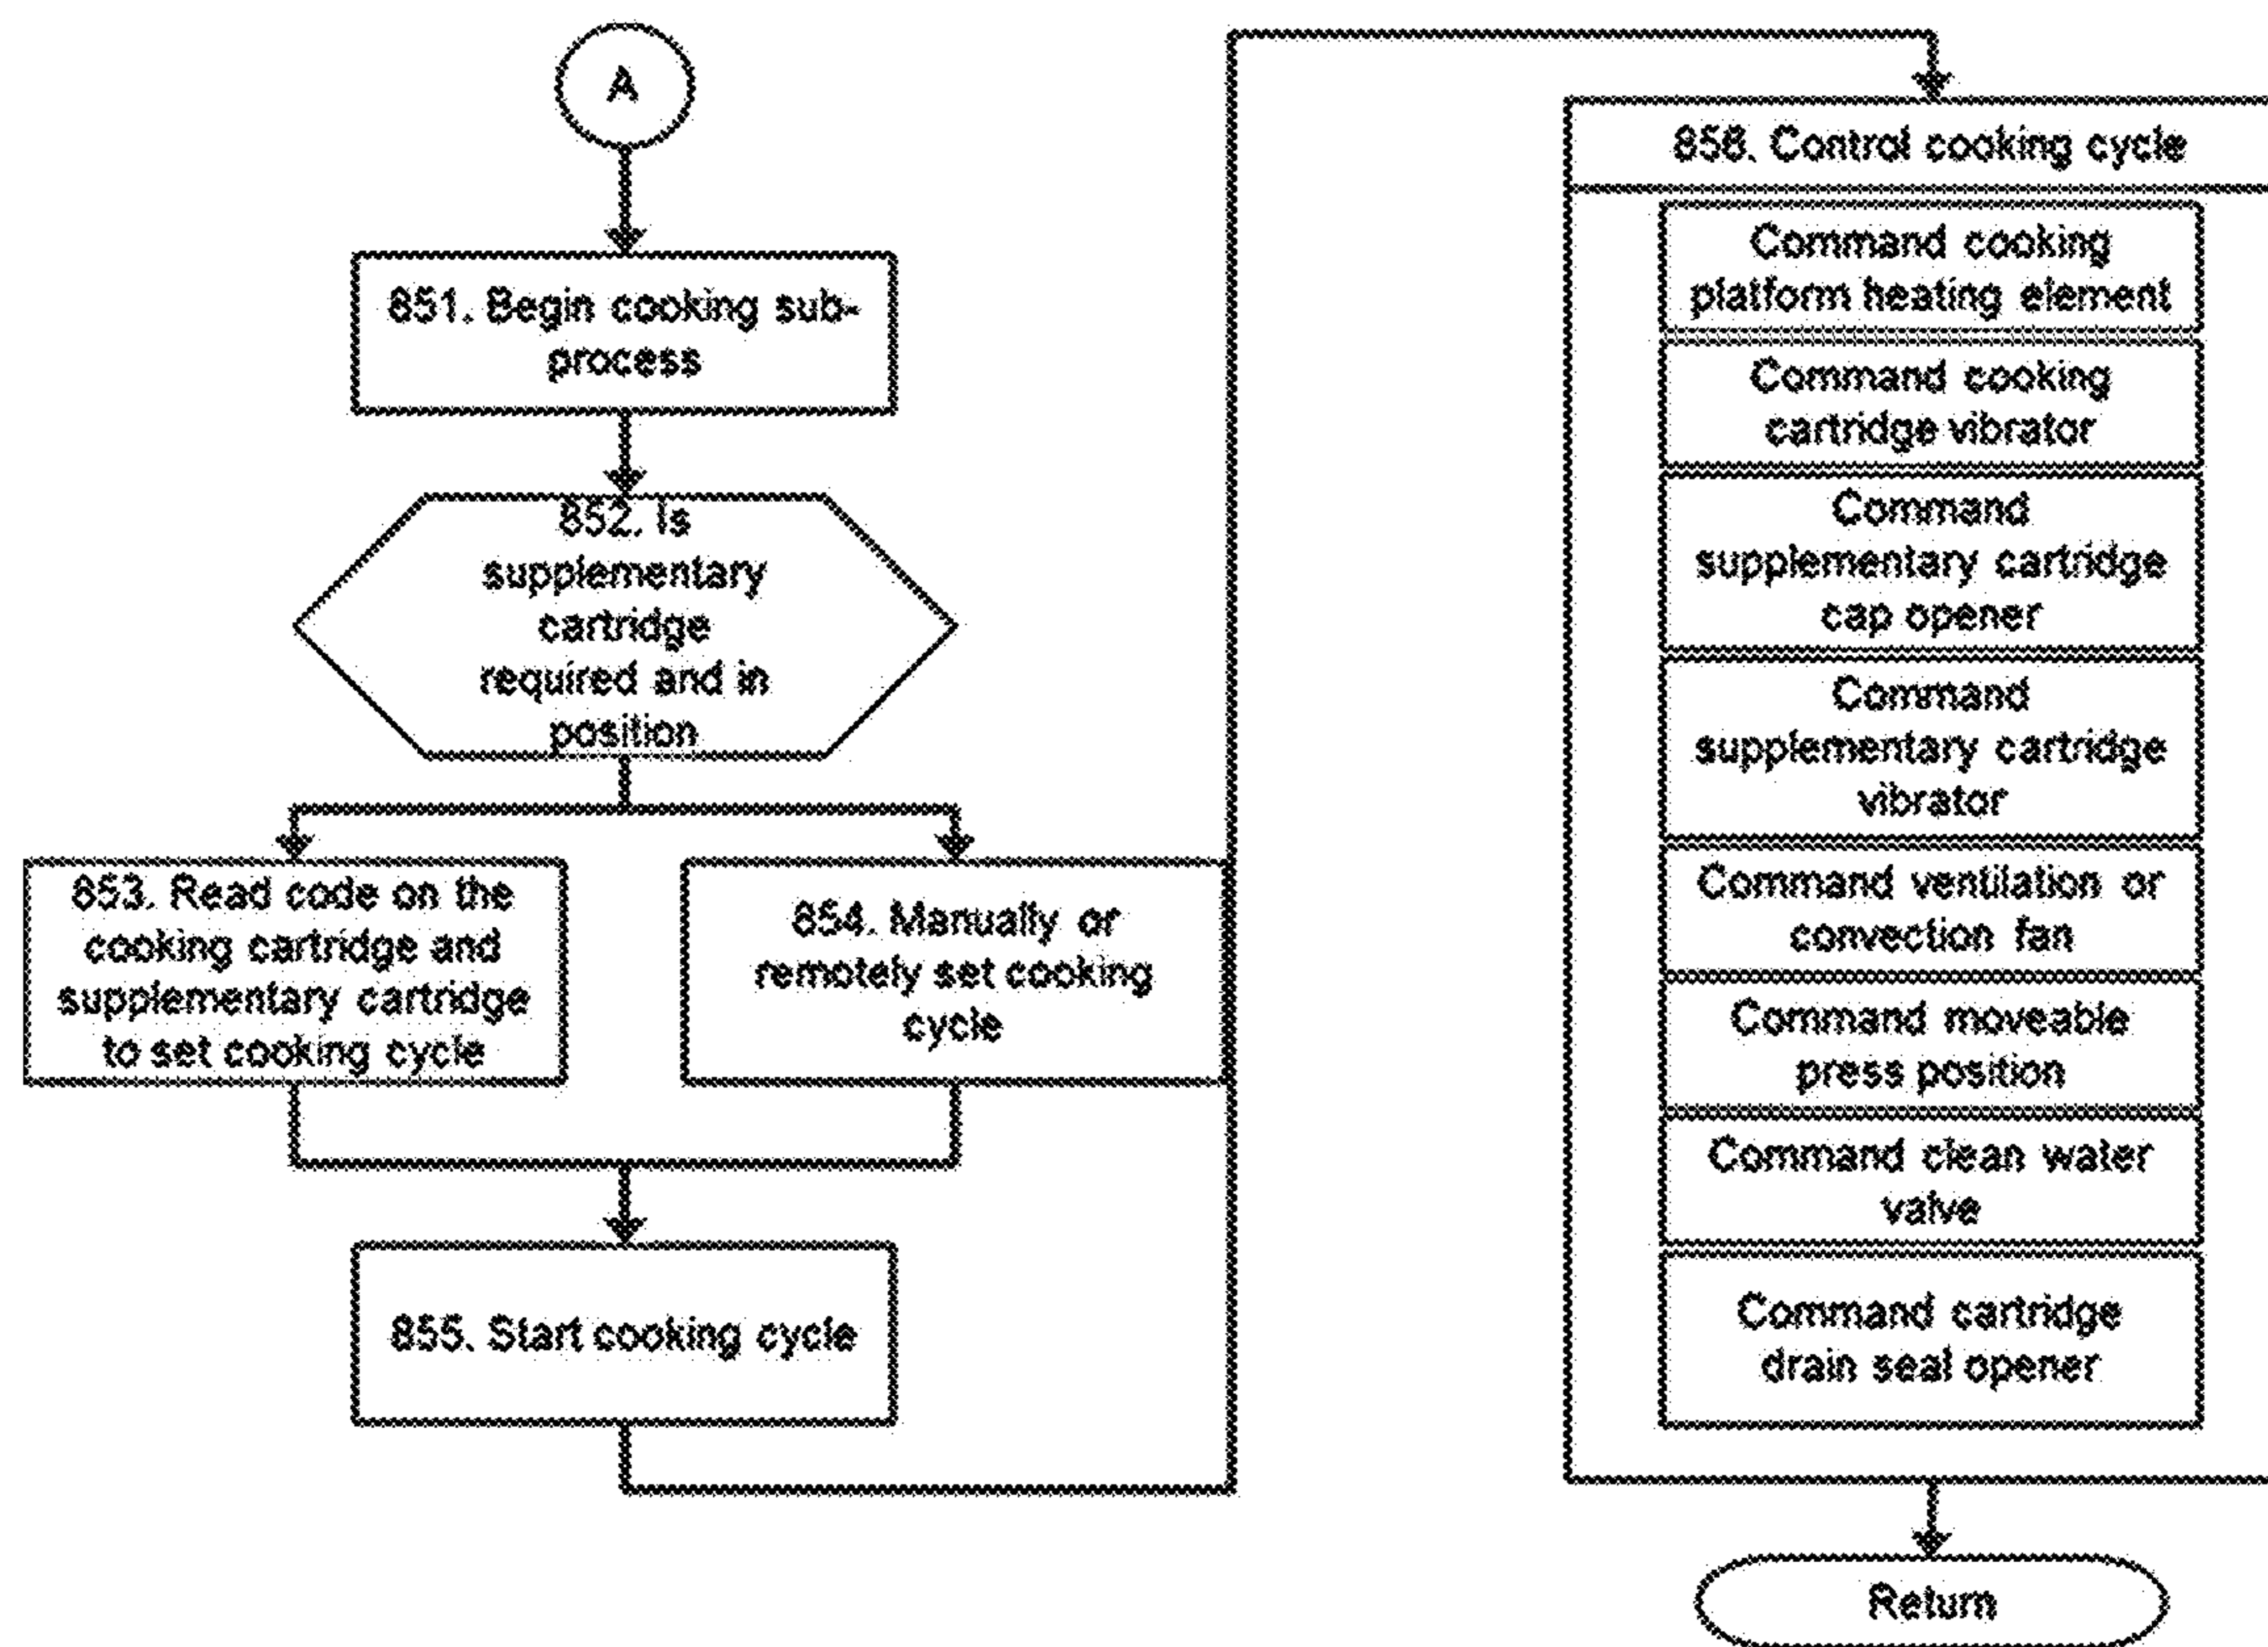 A
851. Begin cooking sub-
process
852. Is
supplementary
cartridge
required and in
position
853. Read code on the
cooking cartridge and
supplementary cartridge
to set cooking cycle
854. Manually or
remotely set cooking
cycle
855. Start cooking cycle
856. Control cooking cycle
Command cooking
platform heating element
Command cooking
cartridge vibrator
Command
supplementary cartridge
cap opener
Command
supplementary cartridge
vibrator
Command ventilation or
convection fan
Command moveable
press position
Command clean water
valve
Command cartridge
drain seal opener
Return